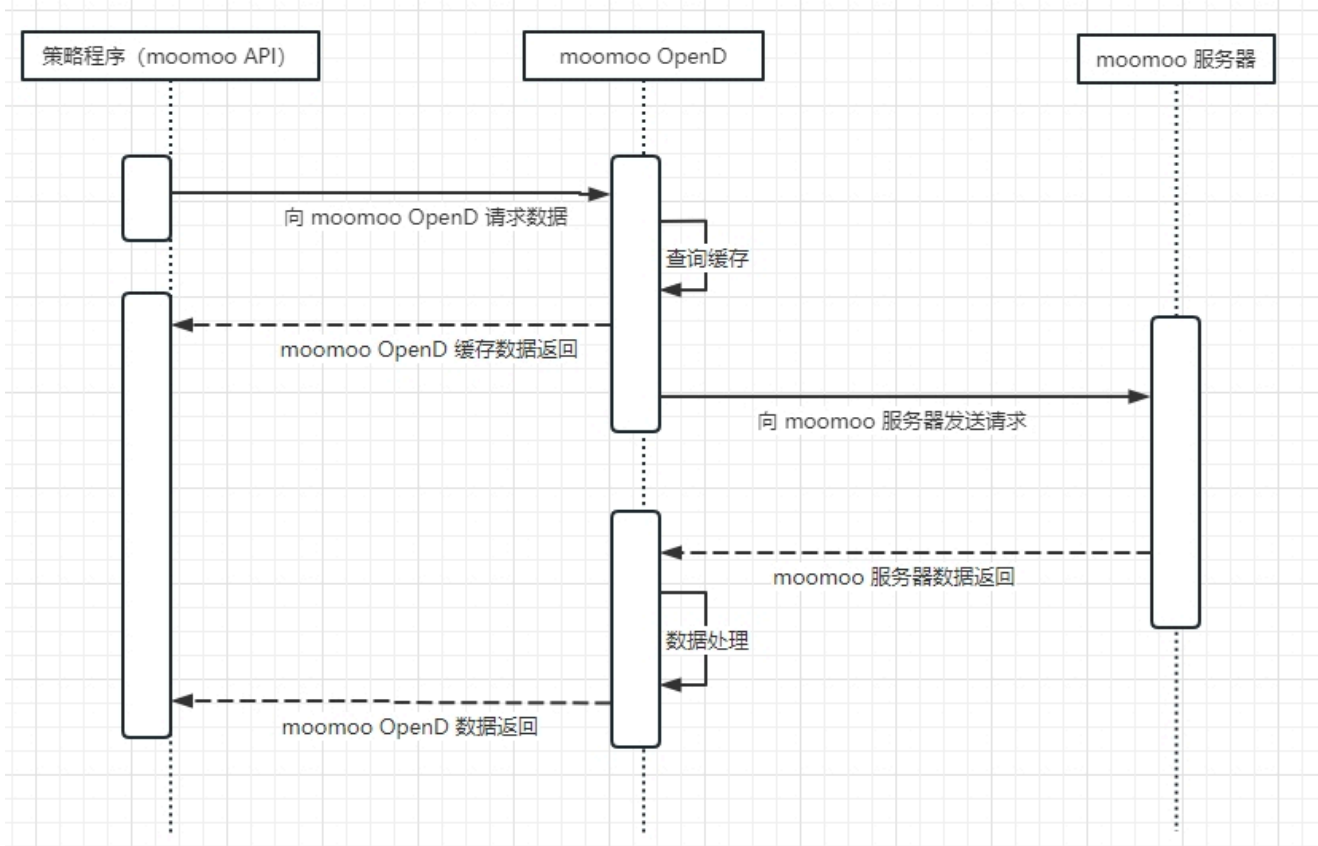 策略程序（moomoo API）
moomoo OpenD
moomoo 服务器
向 moomoo OpenD 请求数据
查询缓存
moomoo OpenD 缓存数据返回
向 moomoo 服务器发送请求
moomoo 服务器数据返回
数据处理
moomoo OpenD 数据返回